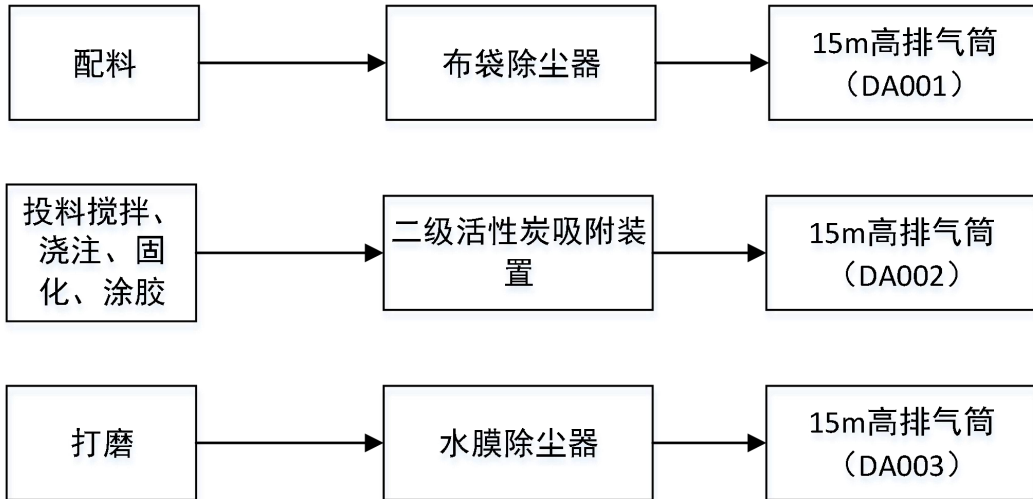 配料
布袋除尘器
15m高排气筒
（DA001）
投料搅拌、
浇注、固
化、涂胶
二级活性炭吸附装
置
15m高排气筒
（DA002）
打磨
水膜除尘器
15m高排气筒
（DA003）